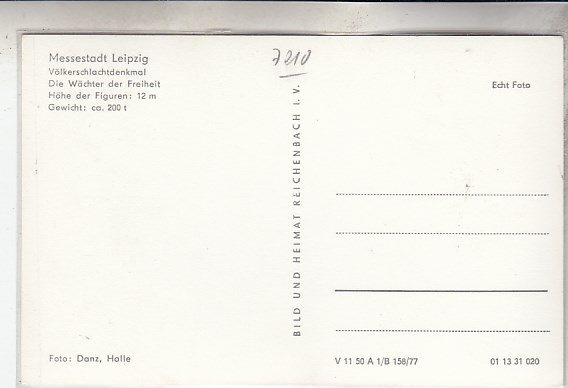 Messestadt Leipzig
Völkerschlachtdenkmal
Die Wächter der Freiheit
Höhe der Figuren: 12 m
Gewicht: ca. 200 t
7210
Echt Foto
BILD UND HEIMAT REICHENBACH I. V.
Foto: Danz, Halle
V 11 50 A 1/B 158/77
01 13 31 020